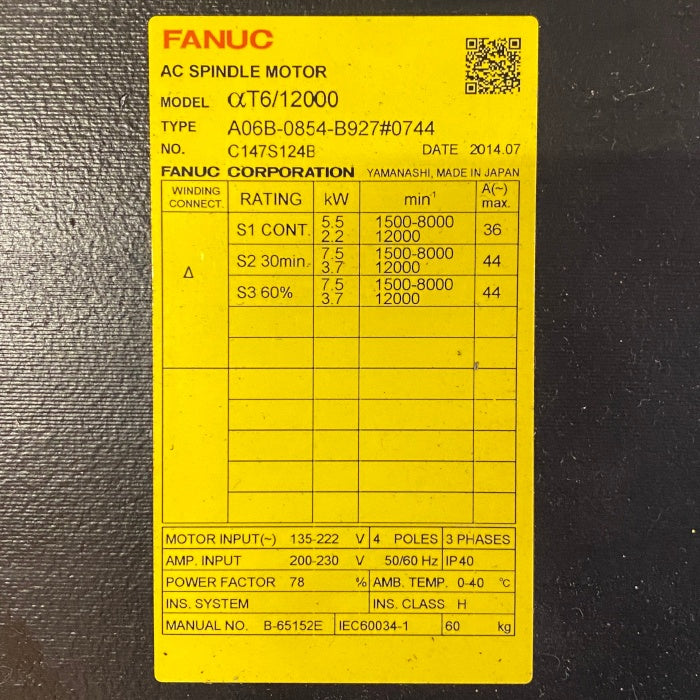 FANUC
AC SPINDLE MOTOR
MODEL αT6/12000
TYPE A06B-0854-B927#0744
NO. C147S124B DATE 2014.07
FANUC CORPORATION YAMANASHI, MADE IN JAPAN
WINDING CONNECT. RATING kW min¹ A(~) max.
Δ
S1 CONT. 5.5 1500-8000 36
2.2 12000
S2 30min. 7.5 1500-8000 44
3.7 12000
S3 60% 7.5 1500-8000 44
3.7 12000
MOTOR INPUT(~) 135-222 V 4 POLES 3 PHASES
AMP. INPUT 200-230 V 50/60 Hz IP40
POWER FACTOR 78 % AMB. TEMP. 0-40 ℃
INS. SYSTEM INS. CLASS H
MANUAL NO. B-65152E IEC60034-1 60 kg